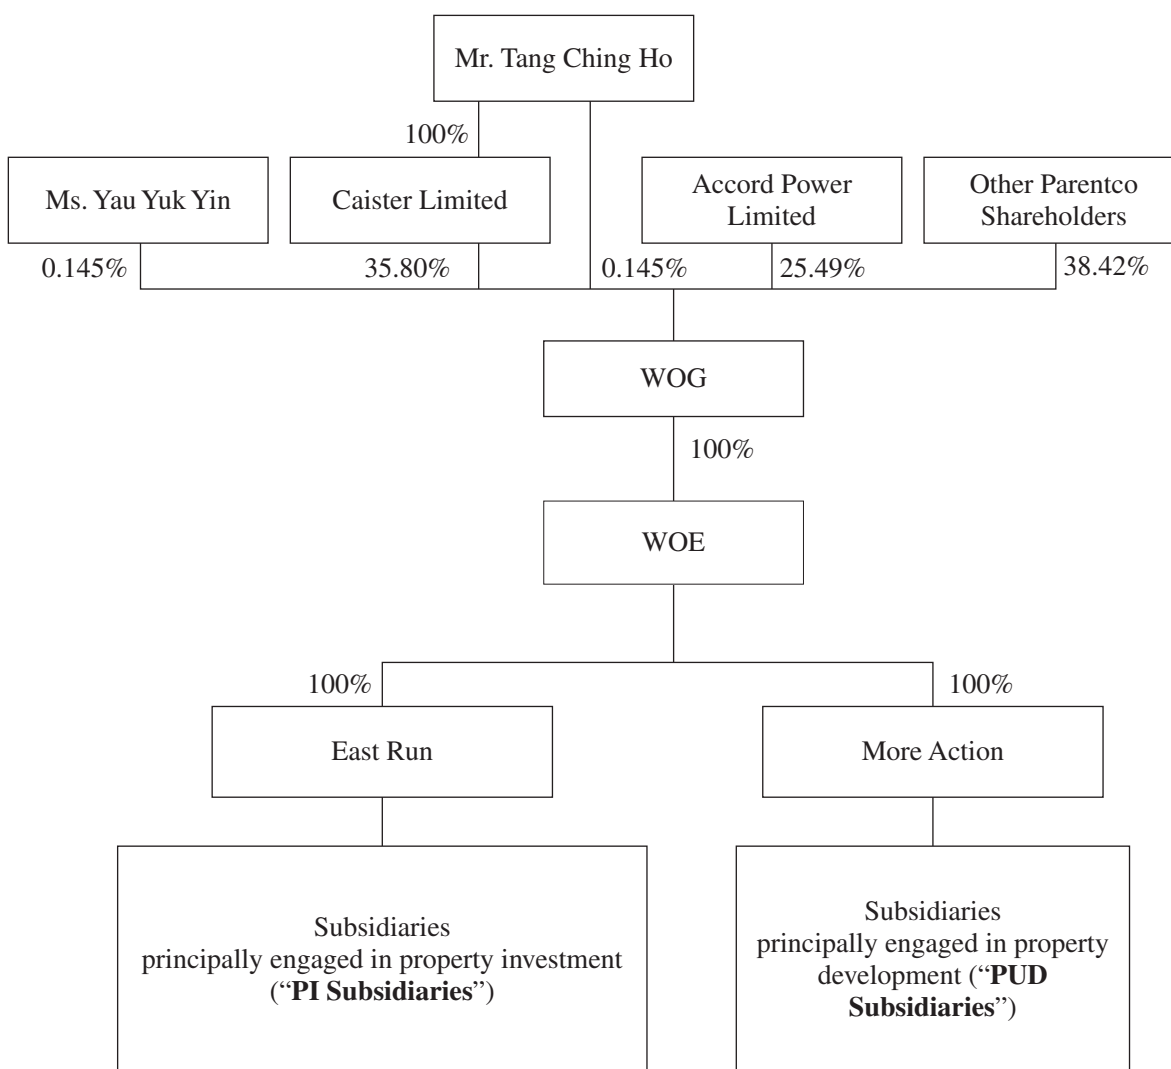 Mr. Tang Ching Ho
100%
Ms. Yau Yuk Yin
Caister Limited
Accord Power
Limited
Other Parentco
Shareholders
0.145%
35.80%
0.145%
25.49%
38.42%
WOG
100%
WOE
100%
100%
East Run
More Action
Subsidiaries
principally engaged in property investment
(“PI Subsidiaries”)
Subsidiaries
principally engaged in property
development (“PUD
Subsidiaries”)